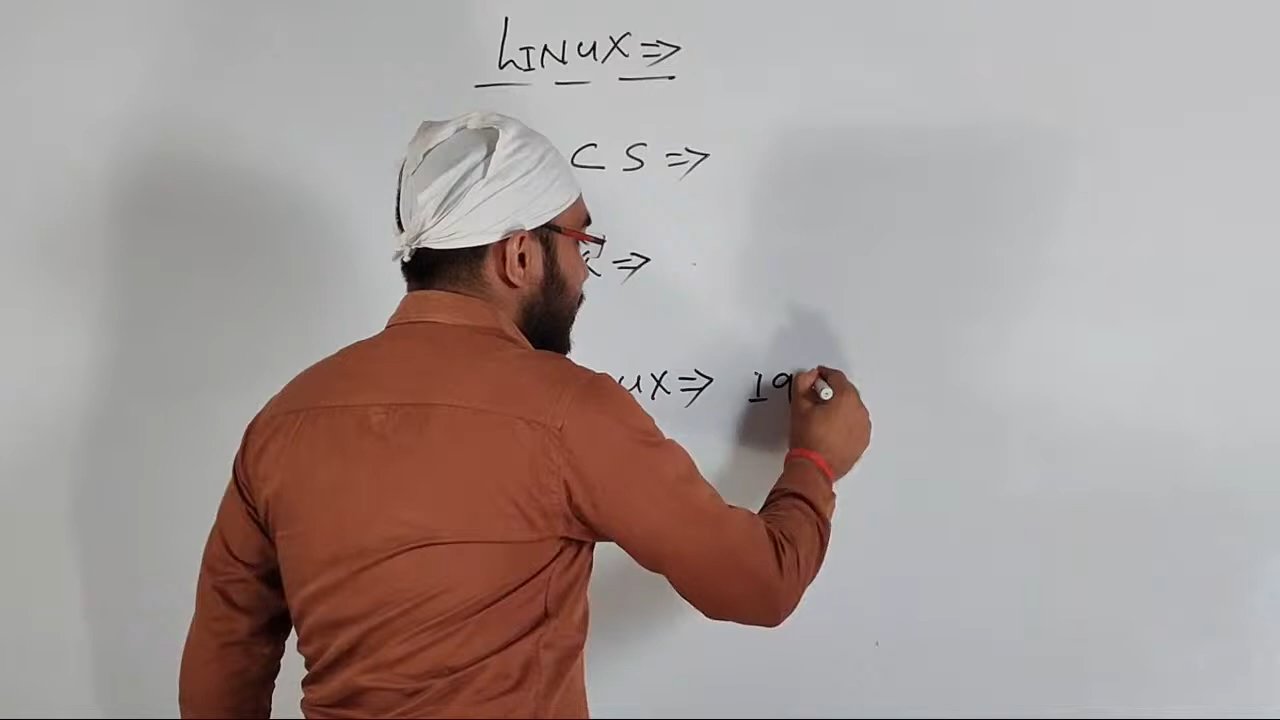 LINUX ⇒
CS ⇒
⇒
UX ⇒ 19